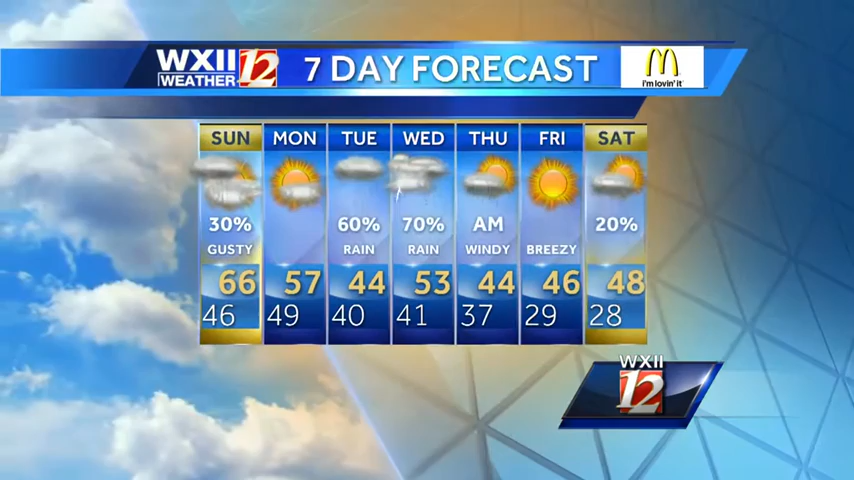 WXII 12
WEATHER
7 DAY FORECAST
i'm lovin' it
SUN MON TUE WED THU FRI SAT
30% 60% 70% AM 20%
GUSTY RAIN RAIN WINDY BREEZY
66 57 44 53 44 46 48
46 49 40 41 37 29 28
WXII
12